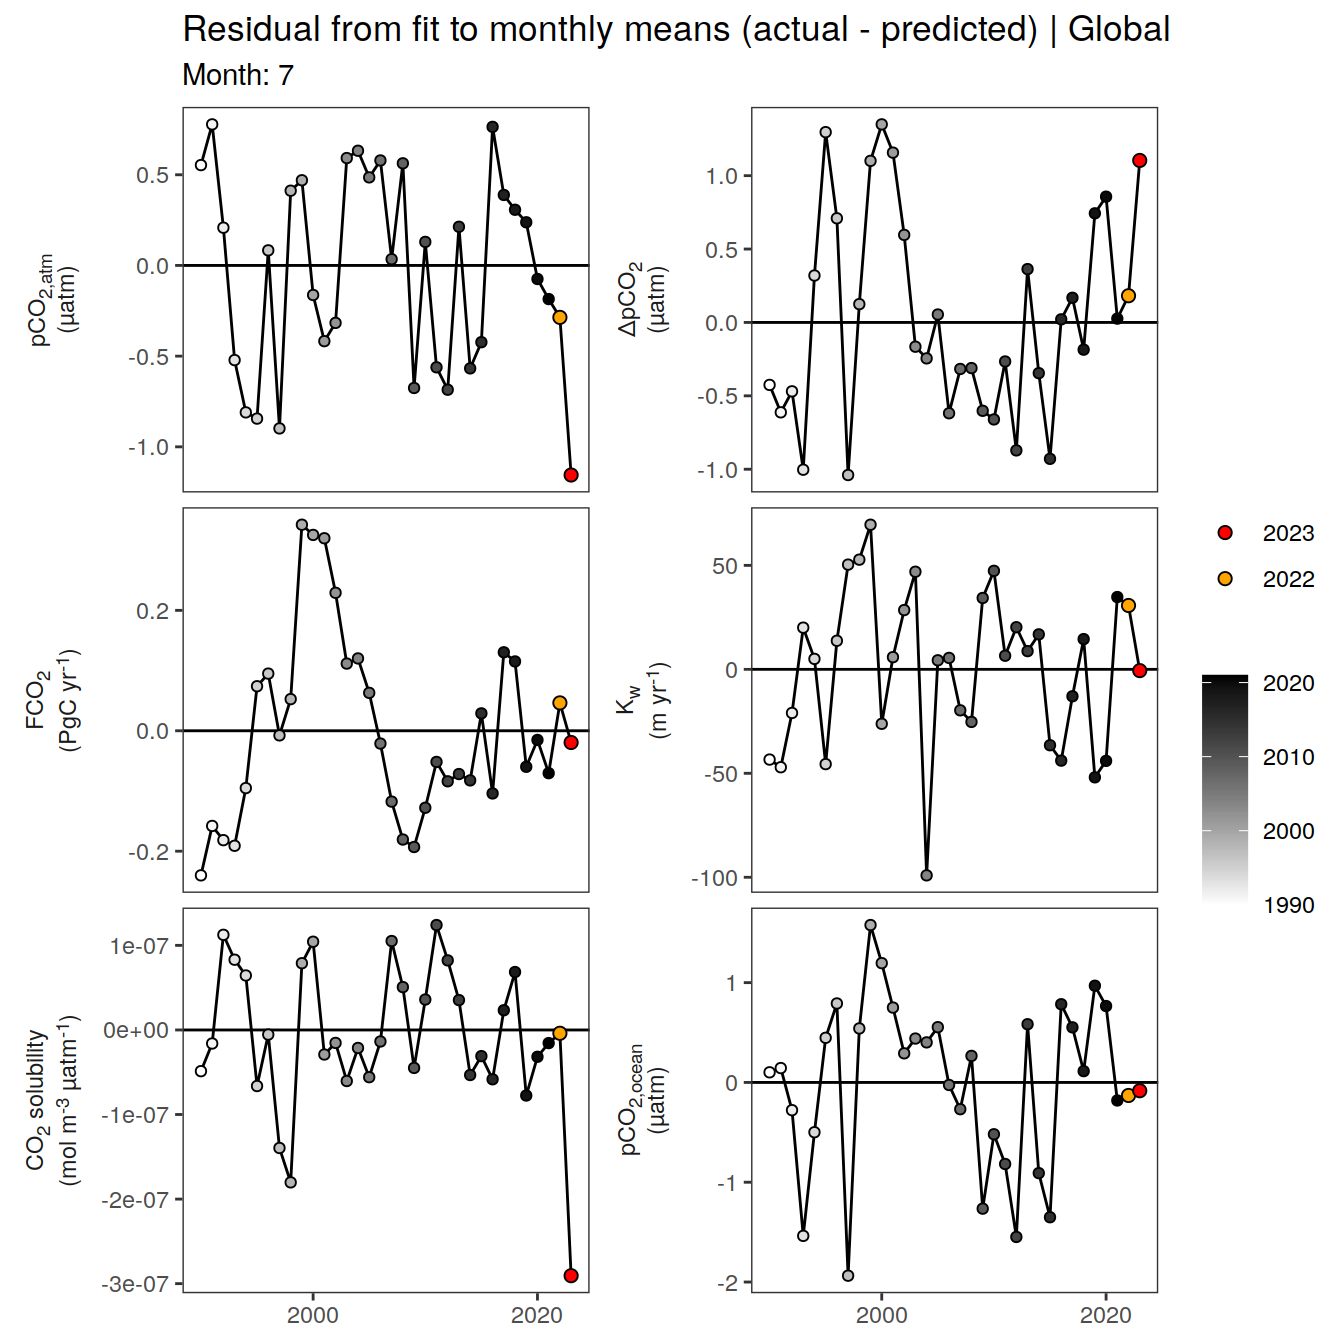 Residual from fit to monthly means (actual - predicted) | Global
Month: 7
pCO2,atm
(µatm)
0.5
0.0
-0.5
-1.0
ΔpCO2
(µatm)
1.0
0.5
0.0
-0.5
-1.0
FCO2
(PgC yr-1)
0.2
0.0
-0.2
Kw
(m yr-1)
50
0
-50
-100
CO2 solubility
(mol m-3 µatm-1)
1e-07
0e+00
-1e-07
-2e-07
-3e-07
2000
2020
pCO2,ocean
(µatm)
1
0
-1
-2
2000
2020
2023
2022
2020
2010
2000
1990